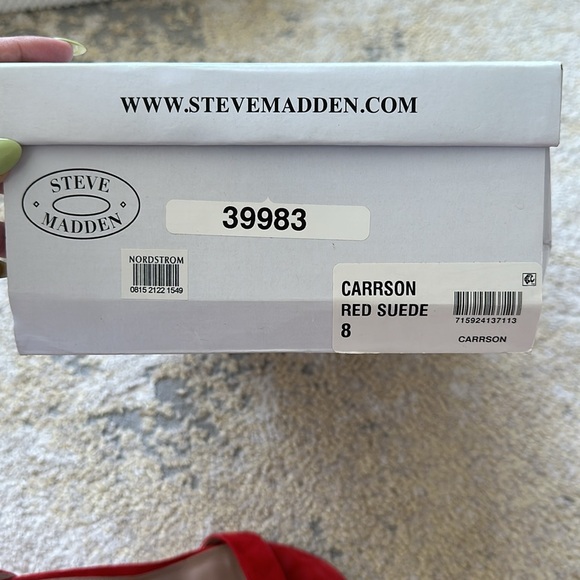 WWW.STEVEMADDEN.COM
STEVE
MADDEN
39983
NORDSTROM
0815 2122 1549
CARRSON
RED SUEDE
8
715924137113
CARRSON